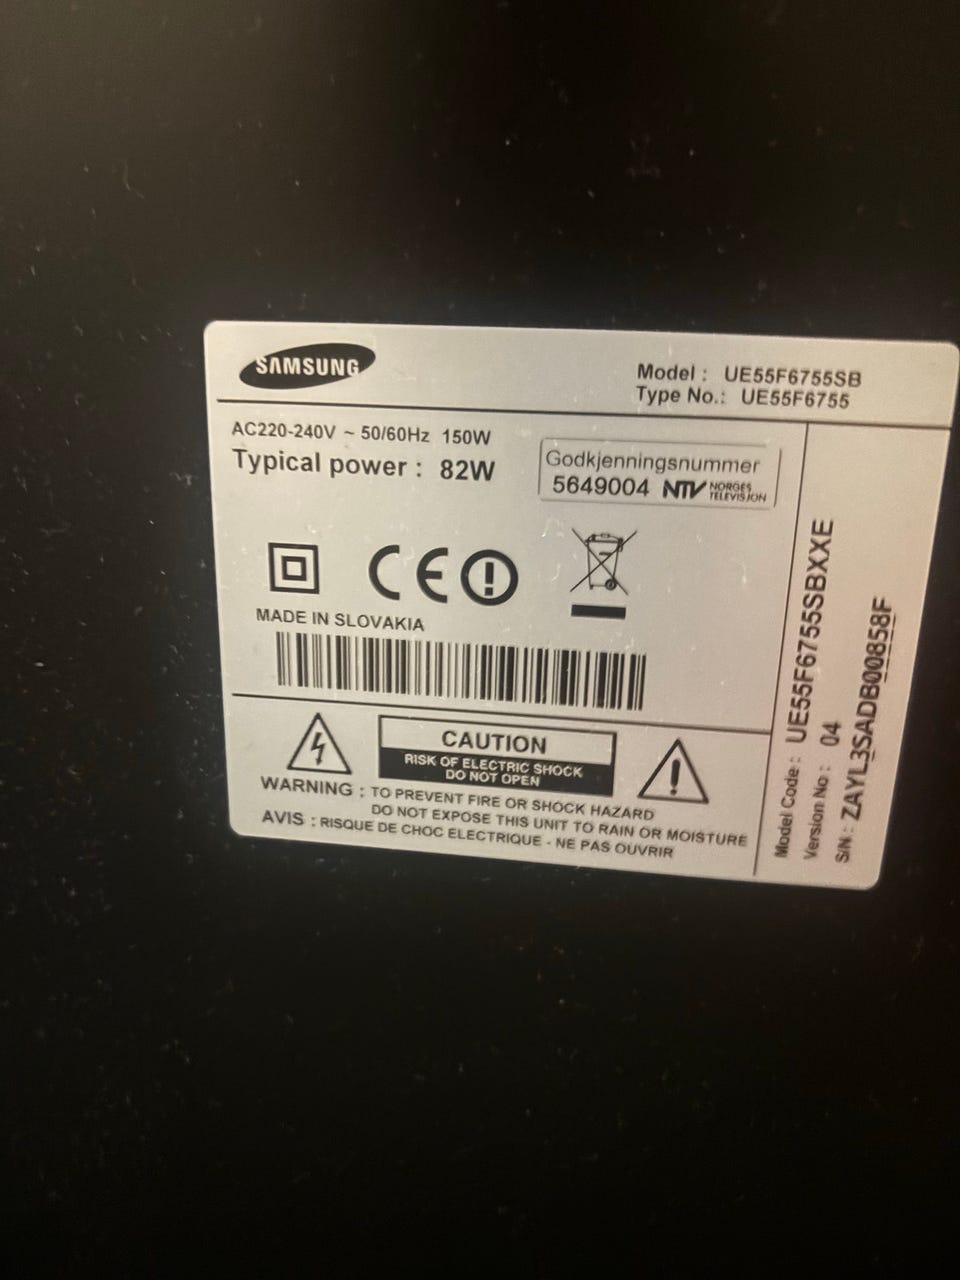 SAMSUNG
Model : UE55F6755SB
Type No.: UE55F6755
AC220-240V ~ 50/60Hz 150W
Typical power : 82W
Godkjenningsnummer
5649004 NTV NORGES TELEVISJON
CE
MADE IN SLOVAKIA
CAUTION
RISK OF ELECTRIC SHOCK
DO NOT OPEN
WARNING : TO PREVENT FIRE OR SHOCK HAZARD
DO NOT EXPOSE THIS UNIT TO RAIN OR MOISTURE
AVIS : RISQUE DE CHOC ELECTRIQUE - NE PAS OUVRIR
Model Code : UE55F6755SBXXE
Version No : 04
S/N : ZAYL3SADB00858F